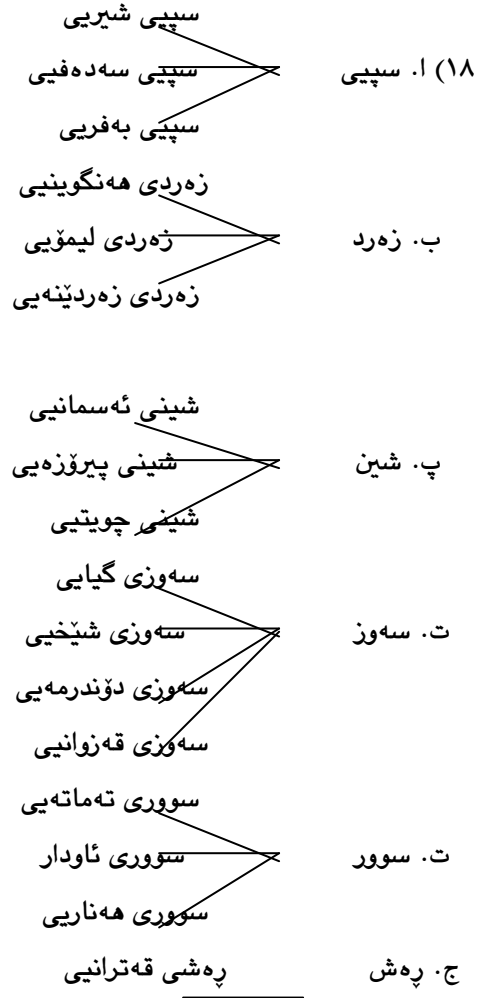 سپیی شیریی
١٨) ا. سپیی سپیی سەدەفیی
سپیی بەفریی
زەردی هەنگوینیی
ب. زەرد زەردی لیمۆیی
زەردی زەردێنەیی
شینی ئەسمانیی
پ. شین شینی پیرۆزەیی
شینی چویتیی
سەوزی گیایی
ت. سەوز سەوزی شێخیی
سەوزی دۆندرمەیی
سەوزی قەزوانیی
سووری تەماتەیی
ت. سوور سووری ئاودار
سووری هەناریی
ج. ڕەش ڕەشی قەترانیی